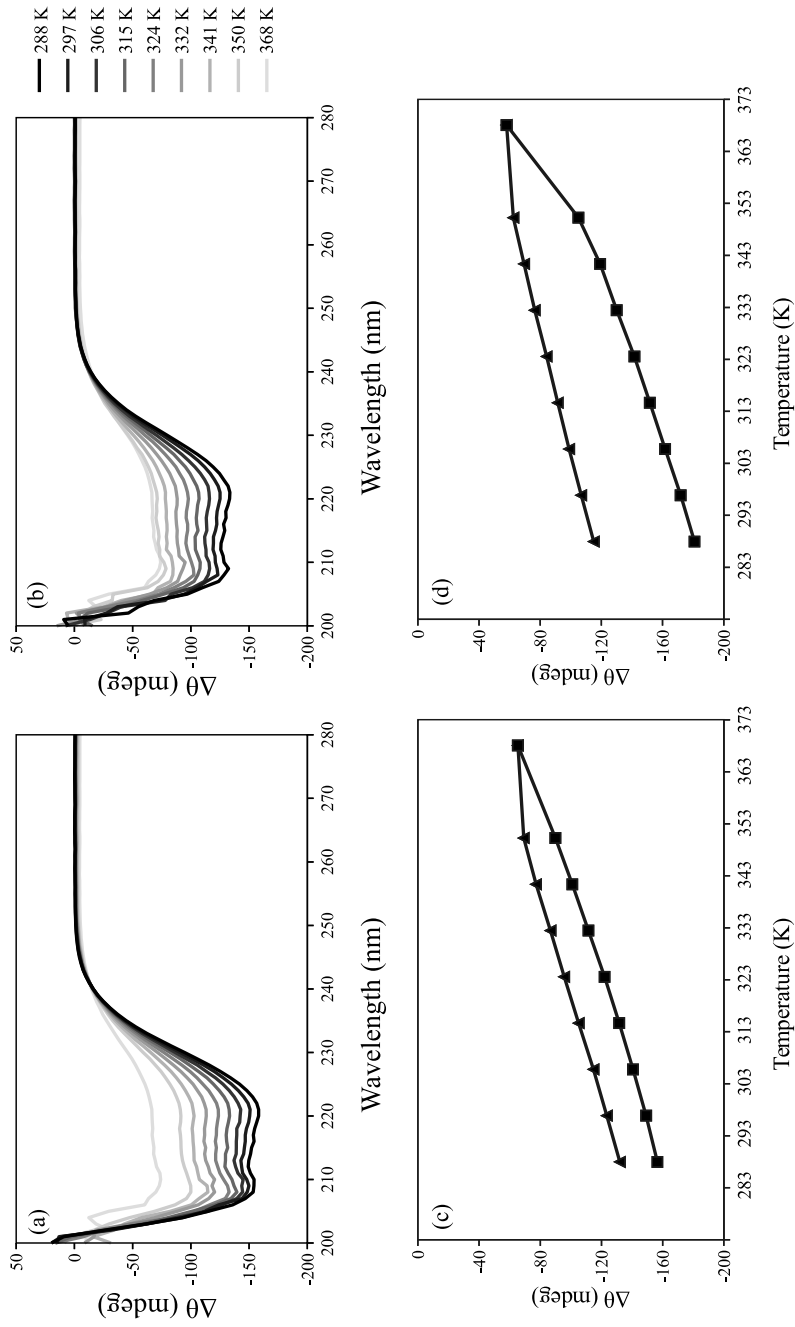 (a)
50
0
-50
-100
-150
-200
Δθ (mdeg)
200 210 220 230 240 250 260 270 280
Wavelength (nm)
(b)
50
0
-50
-100
-150
-200
Δθ (mdeg)
200 210 220 230 240 250 260 270 280
Wavelength (nm)
288 K
297 K
306 K
315 K
324 K
332 K
341 K
350 K
368 K
(c)
0
-40
-80
-120
-160
-200
Δθ (mdeg)
283 293 303 313 323 333 343 353 363 373
Temperature (K)
(d)
0
-40
-80
-120
-160
-200
Δθ (mdeg)
283 293 303 313 323 333 343 353 363 373
Temperature (K)